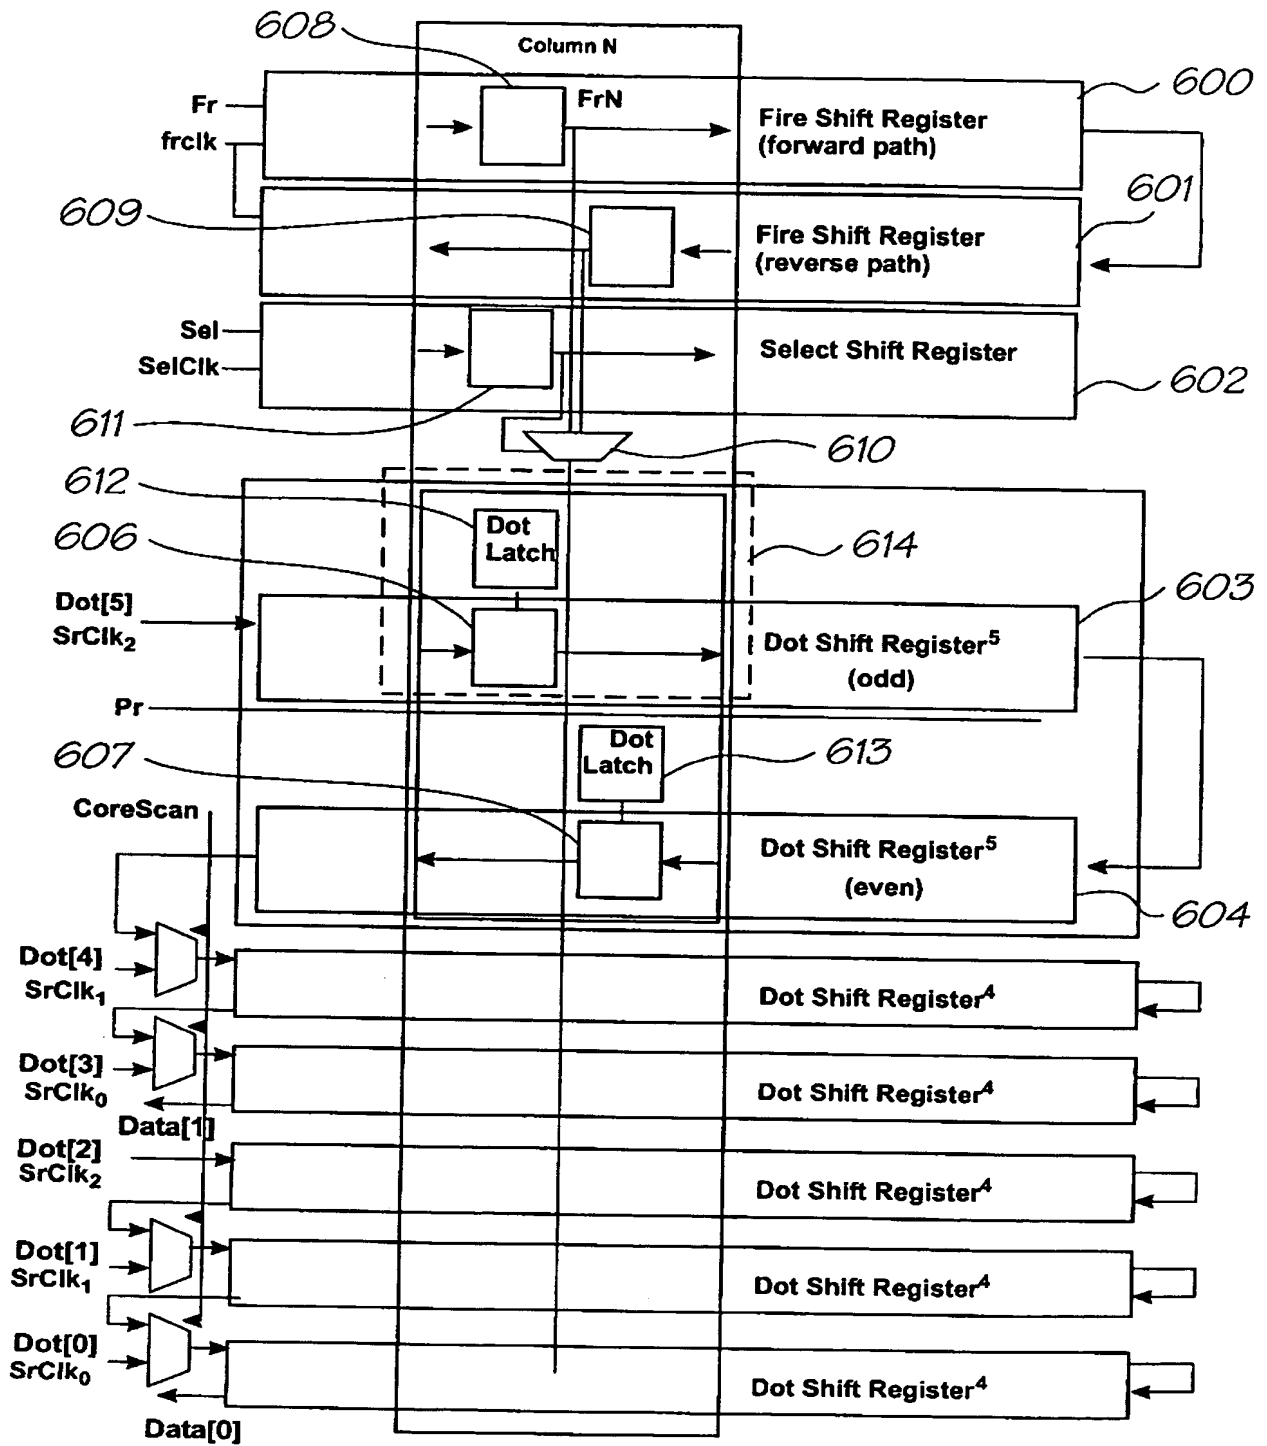 608
Column N
600
Fr
FrN
Fire Shift Register
(forward path)
frclk
601
609
Fire Shift Register
(reverse path)
Sel
SelClk
Select Shift Register
602
611
610
612
Dot
Latch
606
614
603
Dot[5]
SrClk₂
Dot Shift Register⁵
(odd)
Pr
607
Dot
Latch
613
CoreScan
Dot Shift Register⁵
(even)
604
Dot[4]
SrClk₁
Dot Shift Register⁴
Dot[3]
SrClk₀
Dot Shift Register⁴
Data[1]
Dot[2]
SrClk₂
Dot Shift Register⁴
Dot[1]
SrClk₁
Dot Shift Register⁴
Dot[0]
SrClk₀
Dot Shift Register⁴
Data[0]